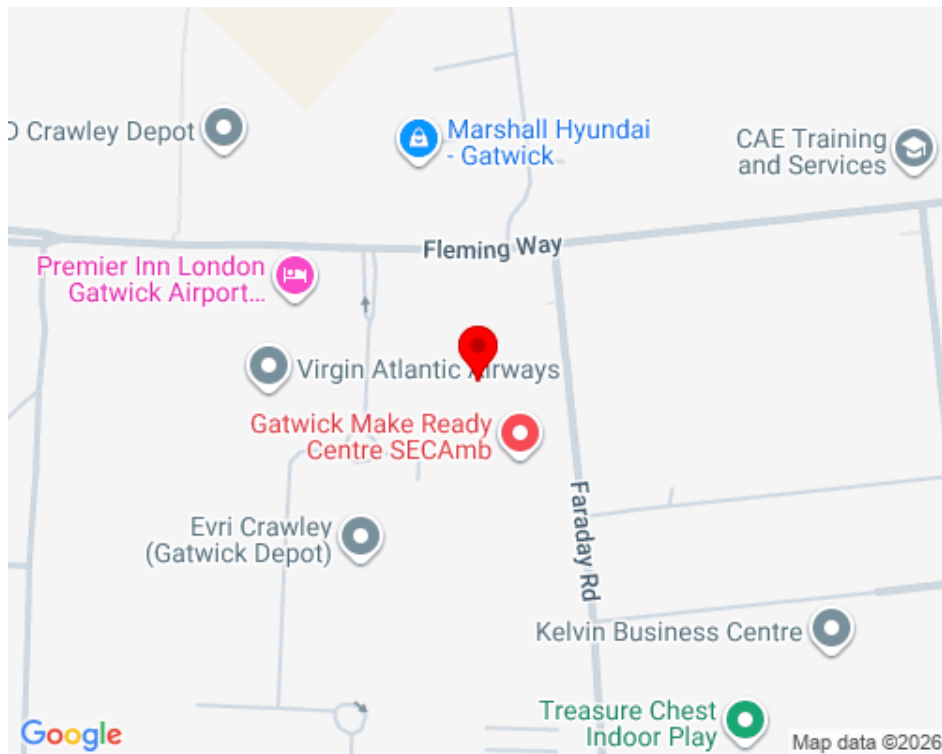 Crawley Depot
Marshall Hyundai
- Gatwick
CAE Training
and Services
Fleming Way
Premier Inn London
Gatwick Airport...
Virgin Atlantic Airways
Gatwick Make Ready
Centre SECAmb
Faraday Rd
Evri Crawley
(Gatwick Depot)
Kelvin Business Centre
Treasure Chest
Indoor Play
Google
Map data ©2026